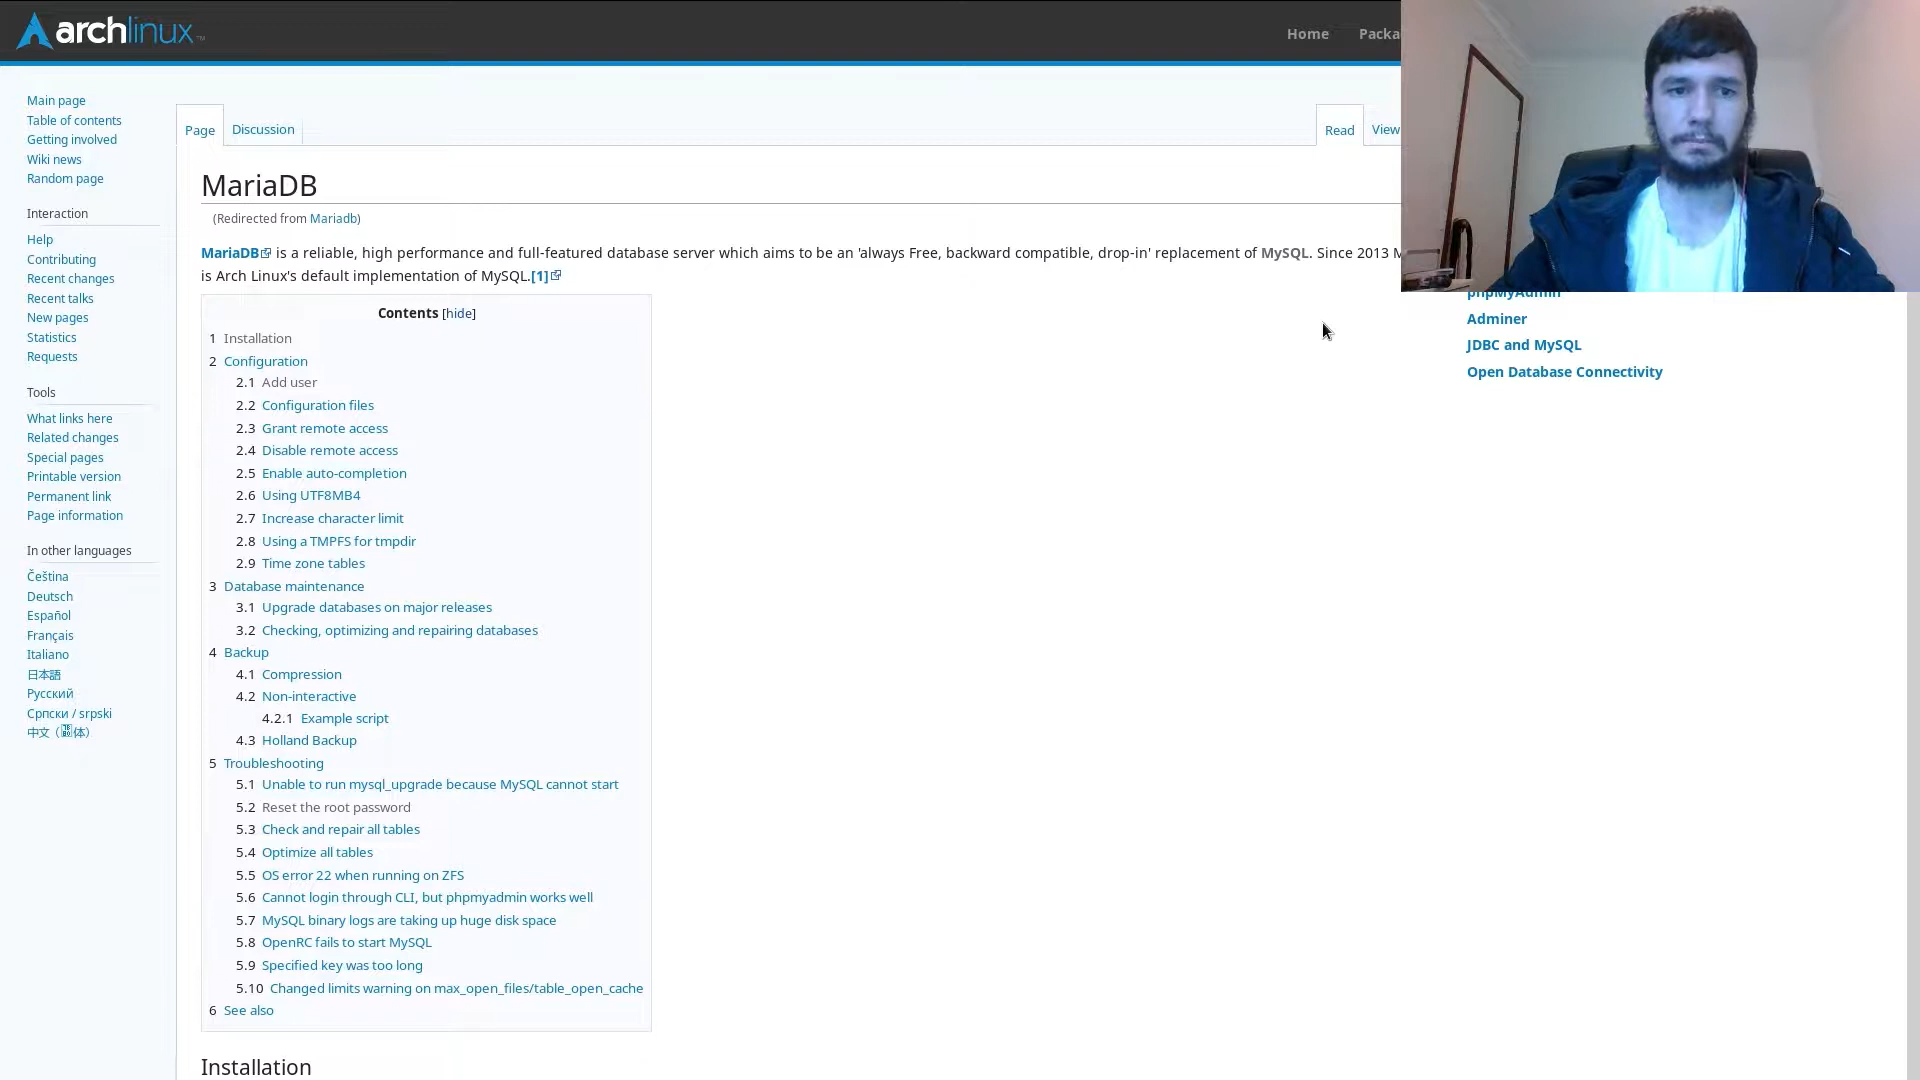 archlinux™
Home Packa
Main page
Table of contents
Getting involved
Wiki news
Random page
Interaction
Help
Contributing
Recent changes
Recent talks
New pages
Statistics
Requests
Tools
What links here
Related changes
Special pages
Printable version
Permanent link
Page information
In other languages
Čeština
Deutsch
Español
Français
Italiano
日本語
Русский
Српски / srpski
中文（体）
Page Discussion
Read View
MariaDB
(Redirected from Mariadb)
MariaDB is a reliable, high performance and full-featured database server which aims to be an 'always Free, backward compatible, drop-in' replacement of MySQL. Since 2013 M
is Arch Linux's default implementation of MySQL.[1]
Contents [hide]
1 Installation
2 Configuration
2.1 Add user
2.2 Configuration files
2.3 Grant remote access
2.4 Disable remote access
2.5 Enable auto-completion
2.6 Using UTF8MB4
2.7 Increase character limit
2.8 Using a TMPFS for tmpdir
2.9 Time zone tables
3 Database maintenance
3.1 Upgrade databases on major releases
3.2 Checking, optimizing and repairing databases
4 Backup
4.1 Compression
4.2 Non-interactive
4.2.1 Example script
4.3 Holland Backup
5 Troubleshooting
5.1 Unable to run mysql_upgrade because MySQL cannot start
5.2 Reset the root password
5.3 Check and repair all tables
5.4 Optimize all tables
5.5 OS error 22 when running on ZFS
5.6 Cannot login through CLI, but phpmyadmin works well
5.7 MySQL binary logs are taking up huge disk space
5.8 OpenRC fails to start MySQL
5.9 Specified key was too long
5.10 Changed limits warning on max_open_files/table_open_cache
6 See also
Installation
phpMyAdmin
Adminer
JDBC and MySQL
Open Database Connectivity